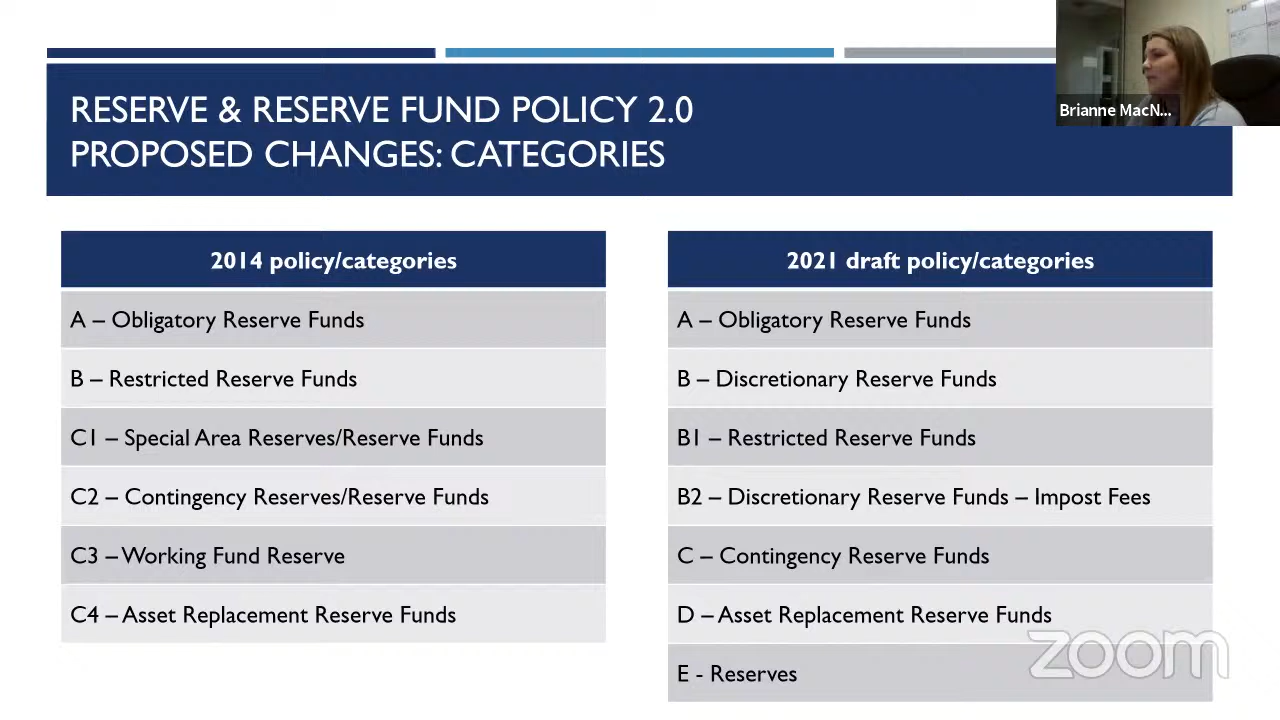 RESERVE & RESERVE FUND POLICY 2.0
PROPOSED CHANGES: CATEGORIES
Brianne MacN...
2014 policy/categories
A – Obligatory Reserve Funds
B – Restricted Reserve Funds
C1 – Special Area Reserves/Reserve Funds
C2 – Contingency Reserves/Reserve Funds
C3 – Working Fund Reserve
C4 – Asset Replacement Reserve Funds
2021 draft policy/categories
A – Obligatory Reserve Funds
B – Discretionary Reserve Funds
B1 – Restricted Reserve Funds
B2 – Discretionary Reserve Funds – Impost Fees
C – Contingency Reserve Funds
D – Asset Replacement Reserve Funds
E - Reserves
zoom